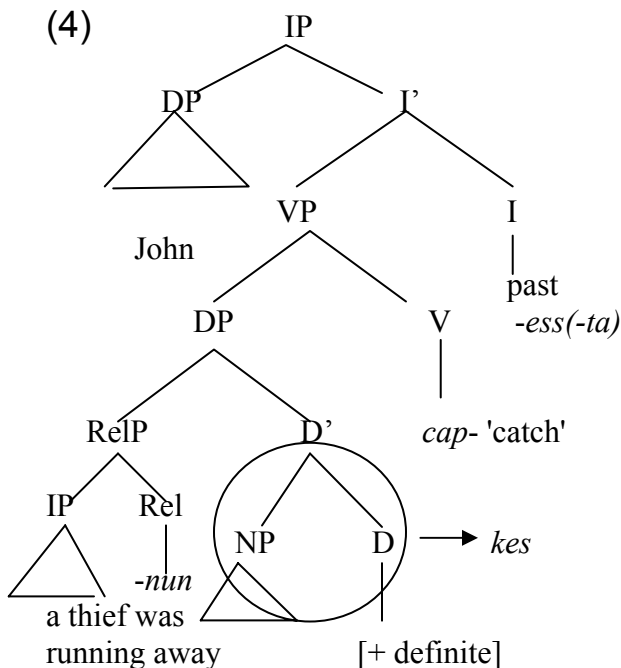 (4)
IP
DP I’
VP I
John
past
-ess(-ta)
DP V
RelP D’ cap- 'catch'
IP Rel
NP D kes
-nun
a thief was
running away [+ definite]